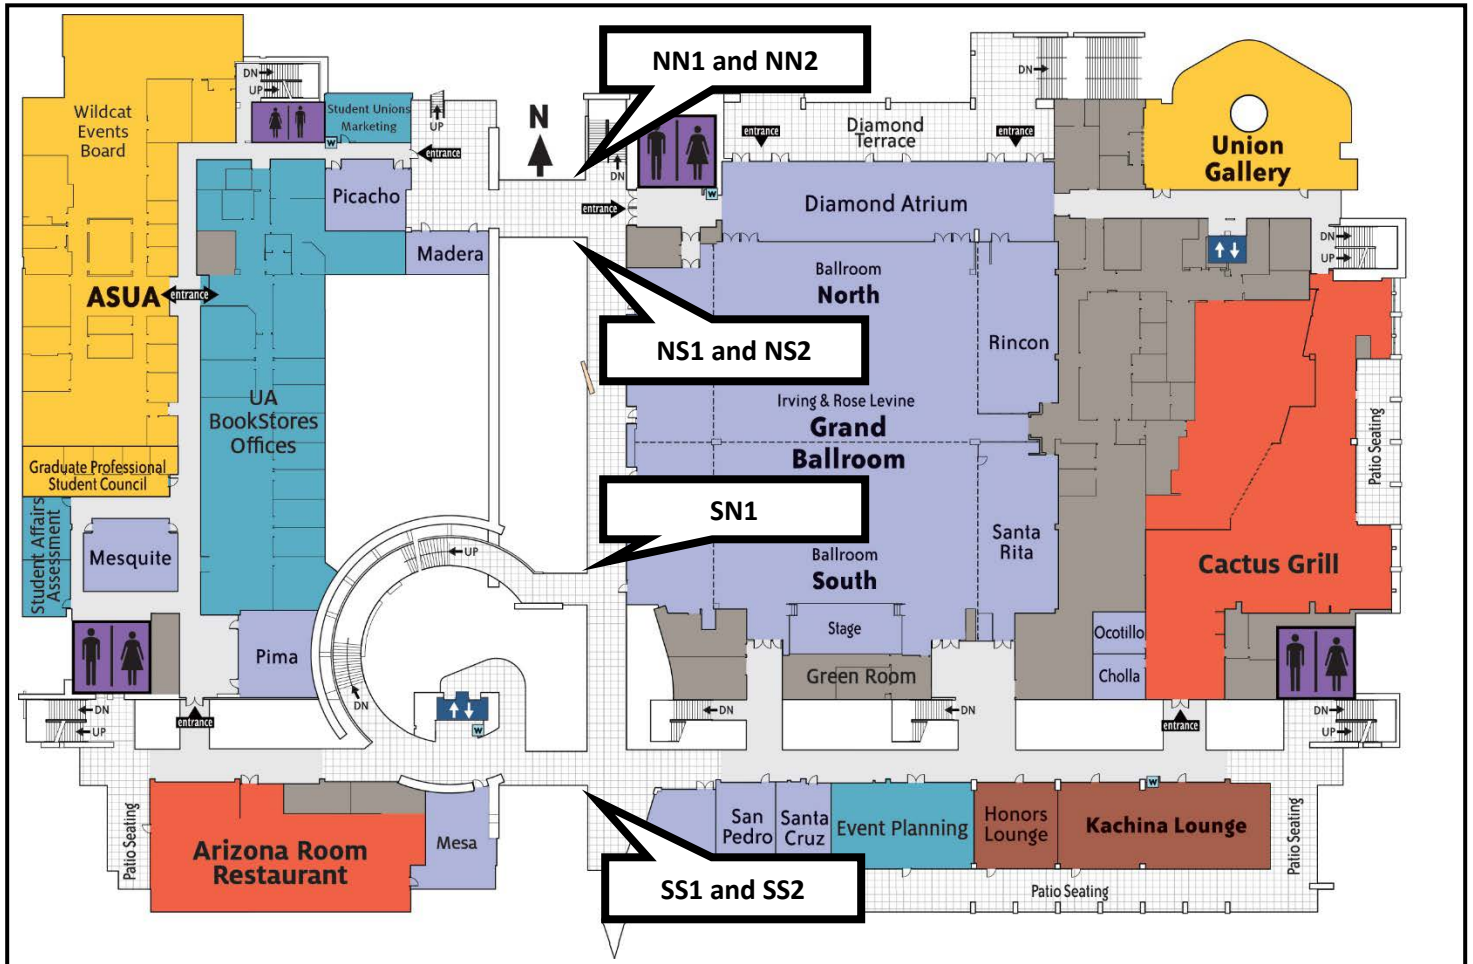 NN1 and NN2
DN
UP
Wildcat
Events
Board
Student Unions
Marketing
W
UP
entrance
N
DN
entrance
W
entrance
Diamond
Terrace
entrance
DN
Union
Gallery
Picacho
Madera
Diamond Atrium
DN
UP
ASUA
entrance
Ballroom
North
NS1 and NS2
Rincon
UA
BookStores
Offices
Irving & Rose Levine
Grand
Ballroom
Patio Seating
Graduate Professional
Student Council
Student Affairs
Assessment
Mesquite
SN1
UP
Ballroom
South
Santa
Rita
Cactus Grill
Stage
Ocotillo
Cholla
Pima
Green Room
DN
DN
UP
entrance
W
DN
DN
entrance
DN
UP
Patio Seating
Arizona Room
Restaurant
Mesa
San
Pedro
Santa
Cruz
Event Planning
Honors
Lounge
W
Kachina Lounge
Patio Seating
SS1 and SS2
Patio Seating